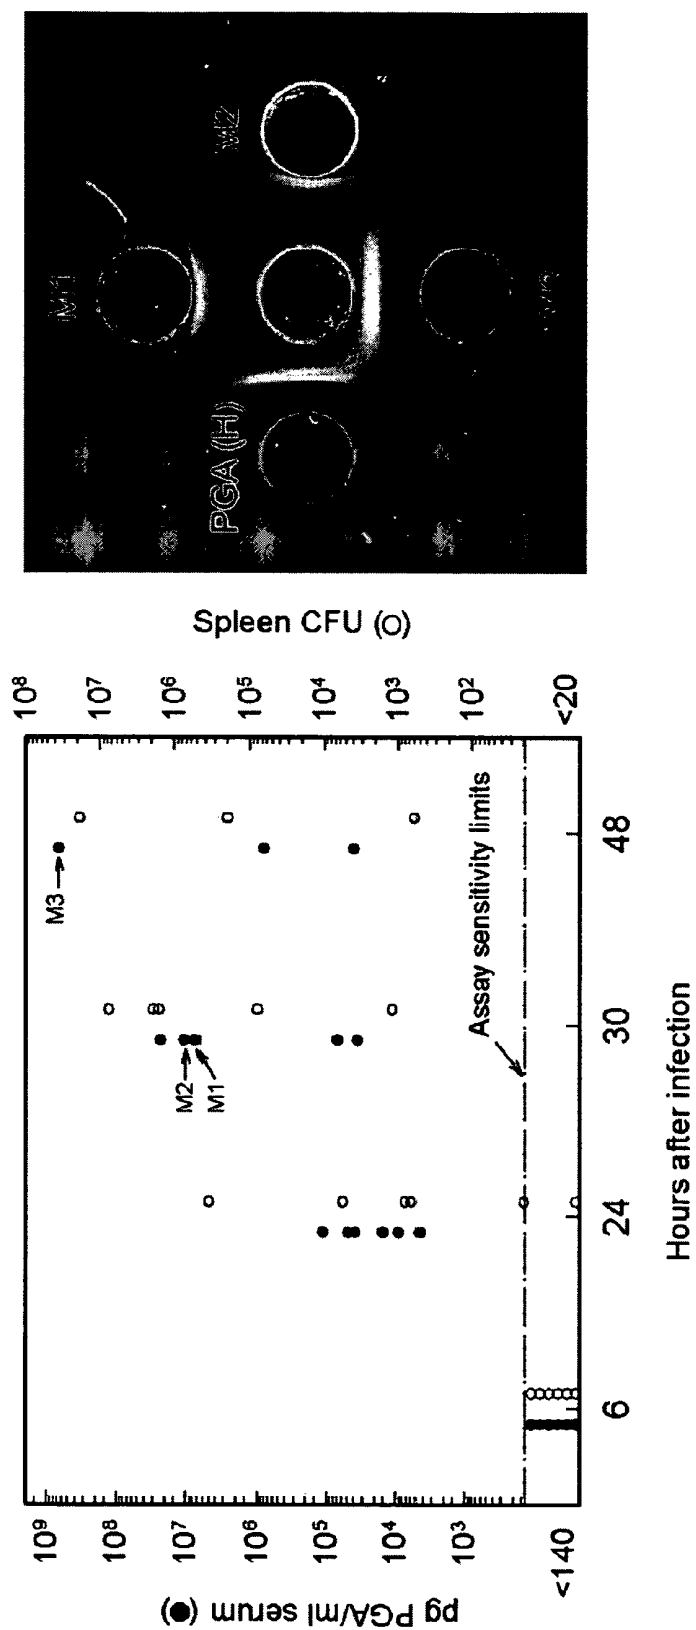 pg PGA/ml serum (●)
10⁹
10⁸
10⁷
10⁶
10⁵
10⁴
10³
<140
M3
M2
M1
Assay sensitivity limits
6
24
30
48
Hours after infection
10⁸
10⁷
10⁶
10⁵
10⁴
10³
10²
<20
Spleen CFU (○)
M1
M2
PGA (H)